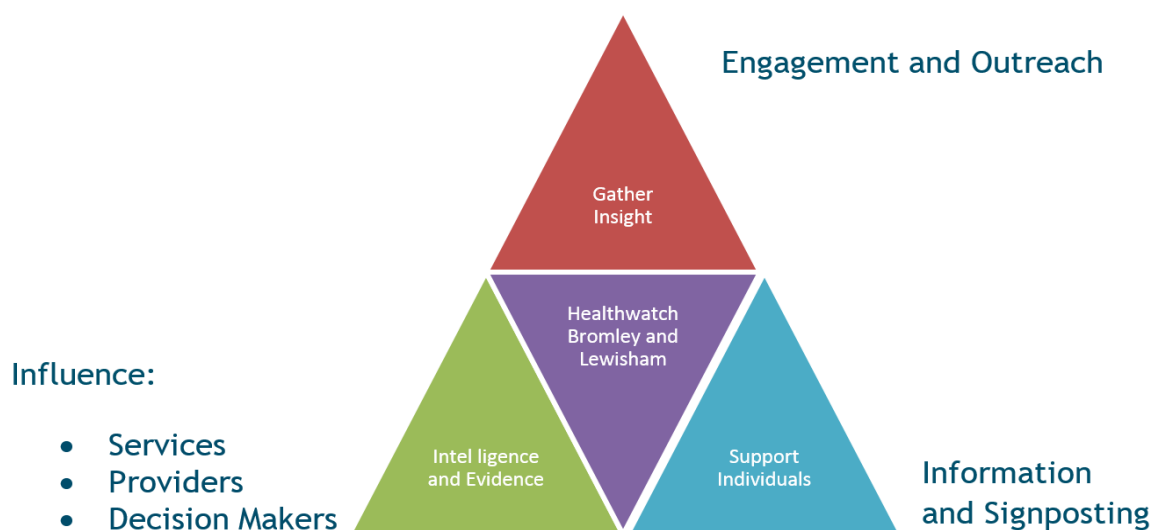 Engagement and Outreach
Gather
Insight
Healthwatch
Bromley and
Lewisham
Influence:
• Services
• Providers
• Decision Makers
Intel ligence
and Evidence
Support
Individuals
Information
and Signposting